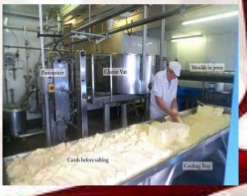 Pasteurizer
Cheese Vat
Moulds in press
Curds before salting
Cooling Tray